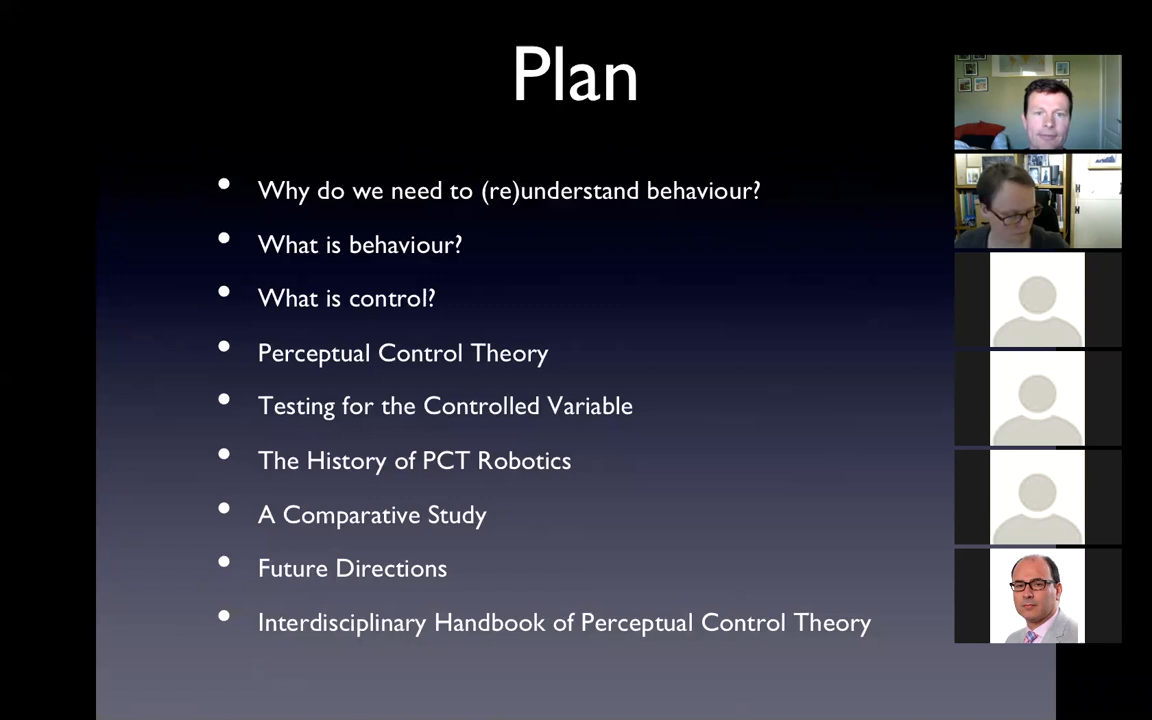 Plan
• Why do we need to (re)understand behaviour?
• What is behaviour?
• What is control?
• Perceptual Control Theory
• Testing for the Controlled Variable
• The History of PCT Robotics
• A Comparative Study
• Future Directions
• Interdisciplinary Handbook of Perceptual Control Theory